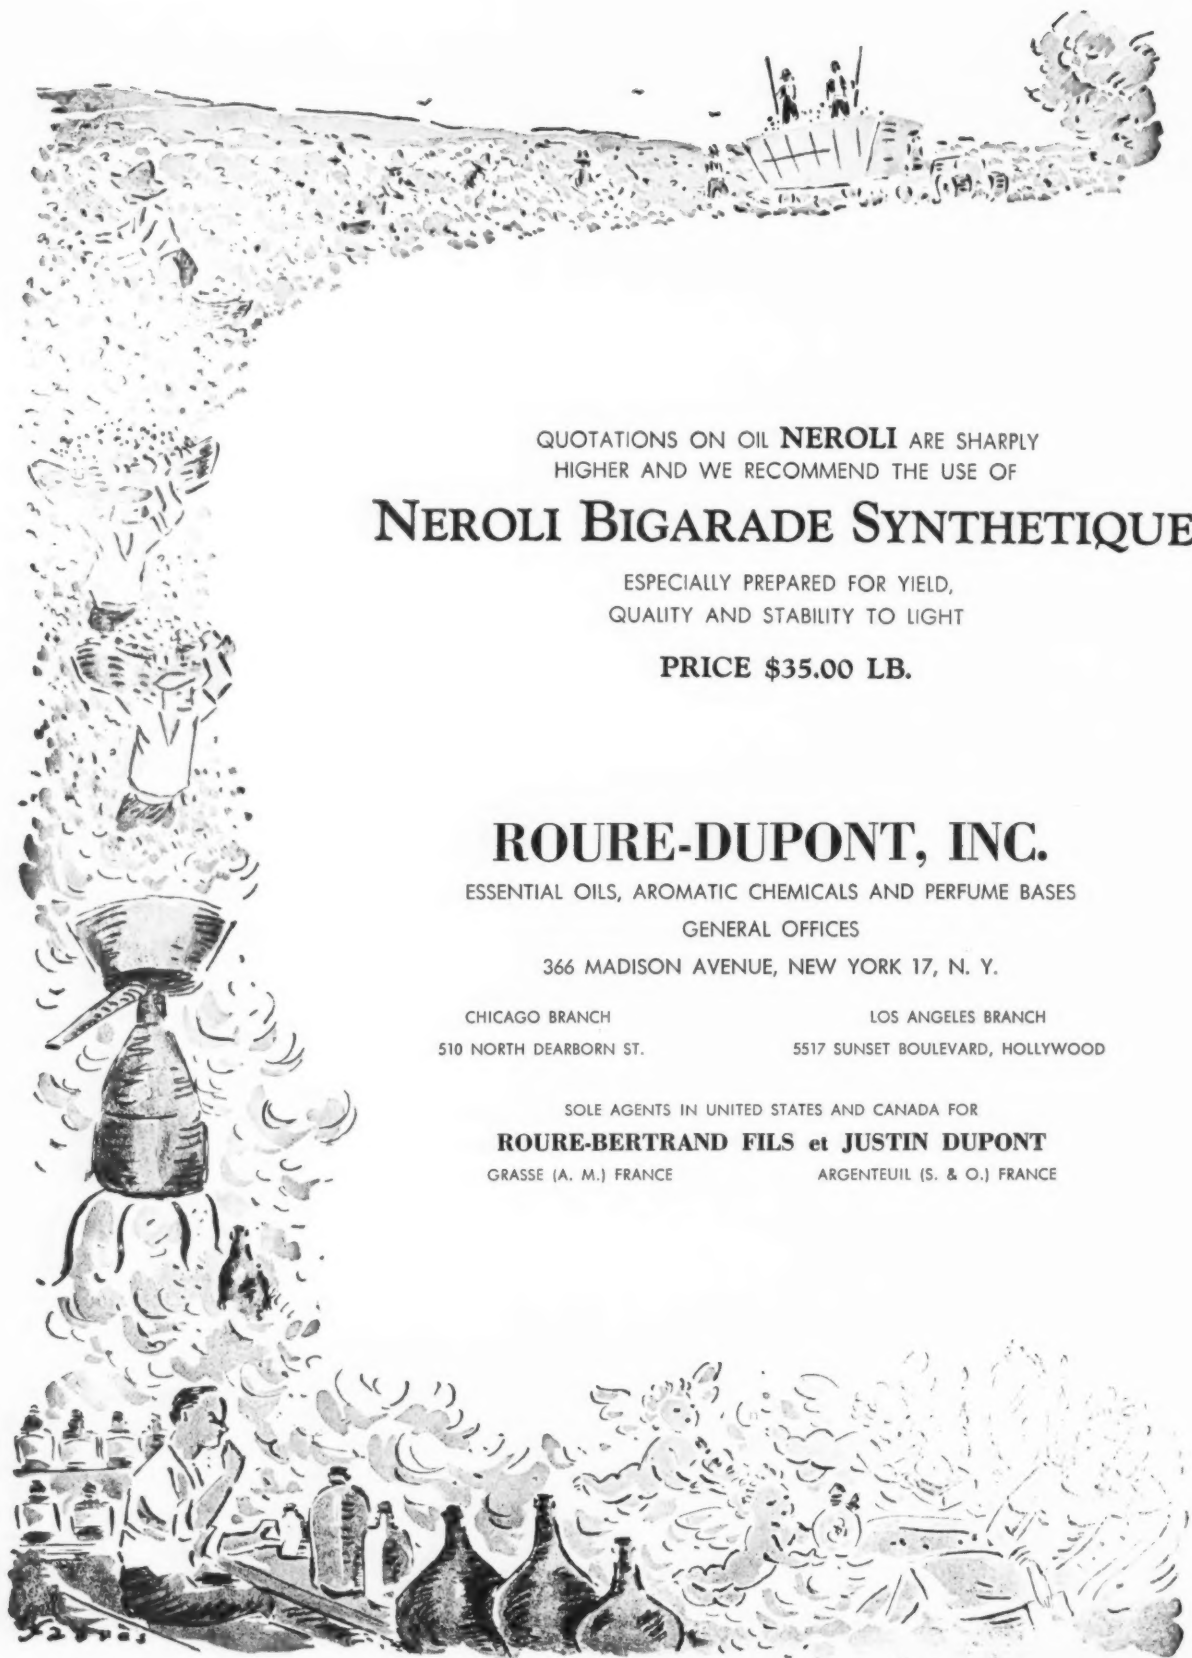 QUOTATIONS ON OIL NEROLI ARE SHARPLY
HIGHER AND WE RECOMMEND THE USE OF
NEROLI BIGARADE SYNTHETIQUE
ESPECIALLY PREPARED FOR YIELD,
QUALITY AND STABILITY TO LIGHT
PRICE $35.00 LB.
ROURE-DUPONT, INC.
ESSENTIAL OILS, AROMATIC CHEMICALS AND PERFUME BASES
GENERAL OFFICES
366 MADISON AVENUE, NEW YORK 17, N. Y.
CHICAGO BRANCH
510 NORTH DEARBORN ST.
LOS ANGELES BRANCH
5517 SUNSET BOULEVARD, HOLLYWOOD
SOLE AGENTS IN UNITED STATES AND CANADA FOR
ROURE-BERTRAND FILS et JUSTIN DUPONT
GRASSE (A. M.) FRANCE
ARGENTEUIL (S. & O.) FRANCE